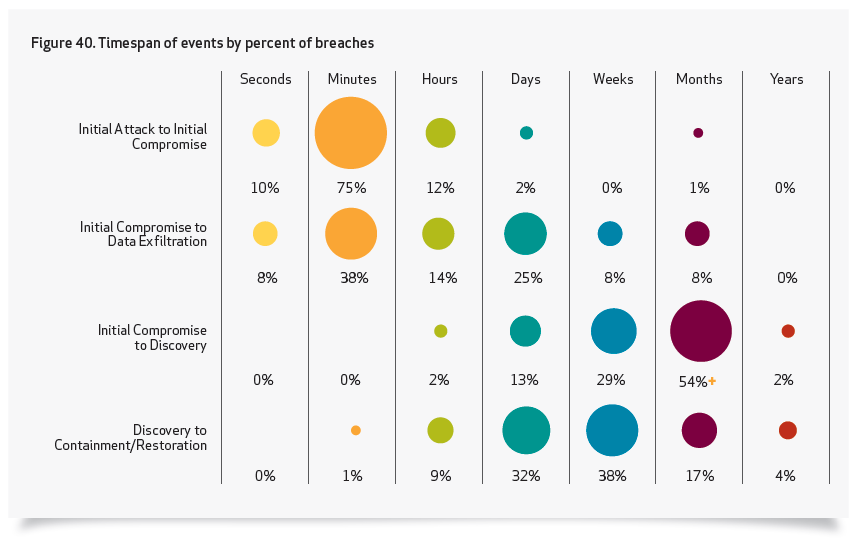 Figure 40. Timespan of events by percent of breaches
Seconds Minutes Hours Days Weeks Months Years
Initial Attack to Initial
Compromise
10% 75% 12% 2% 0% 1% 0%
Initial Compromise to
Data Exfiltration
8% 38% 14% 25% 8% 8% 0%
Initial Compromise
to Discovery
0% 0% 2% 13% 29% 54%+ 2%
Discovery to
Containment/Restoration
0% 1% 9% 32% 38% 17% 4%